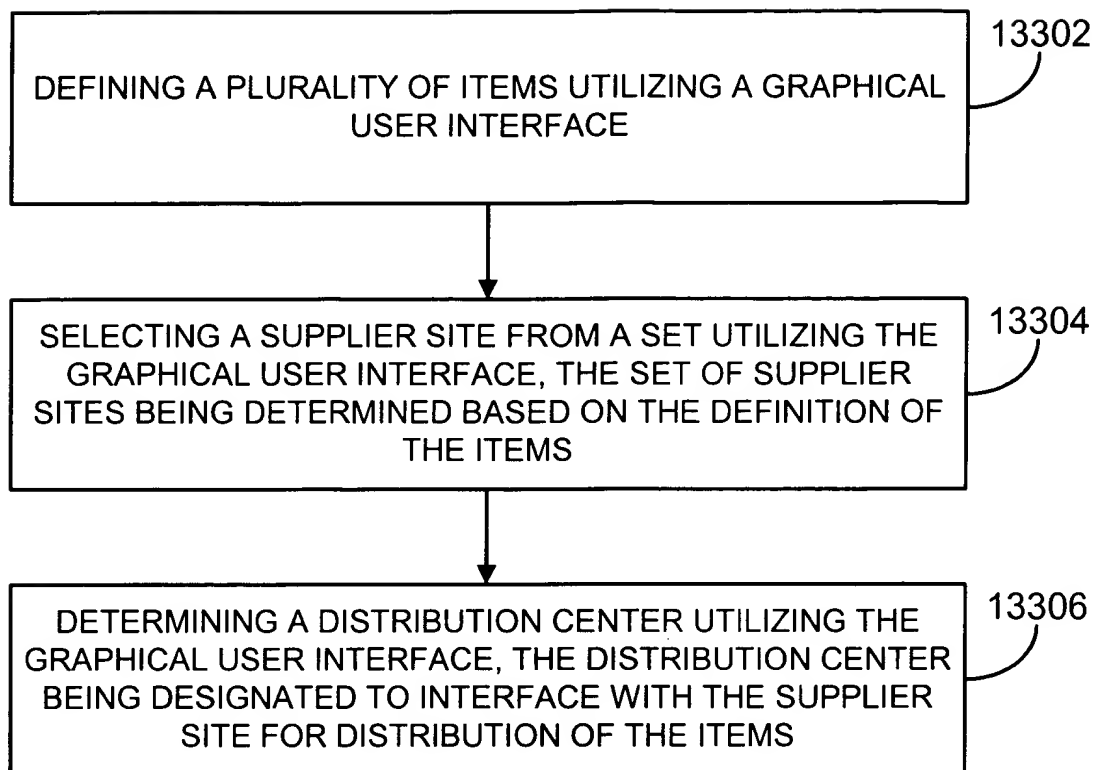 13302
DEFINING A PLURALITY OF ITEMS UTILIZING A GRAPHICAL
USER INTERFACE
13304
SELECTING A SUPPLIER SITE FROM A SET UTILIZING THE
GRAPHICAL USER INTERFACE, THE SET OF SUPPLIER
SITES BEING DETERMINED BASED ON THE DEFINITION OF
THE ITEMS
13306
DETERMINING A DISTRIBUTION CENTER UTILIZING THE
GRAPHICAL USER INTERFACE, THE DISTRIBUTION CENTER
BEING DESIGNATED TO INTERFACE WITH THE SUPPLIER
SITE FOR DISTRIBUTION OF THE ITEMS